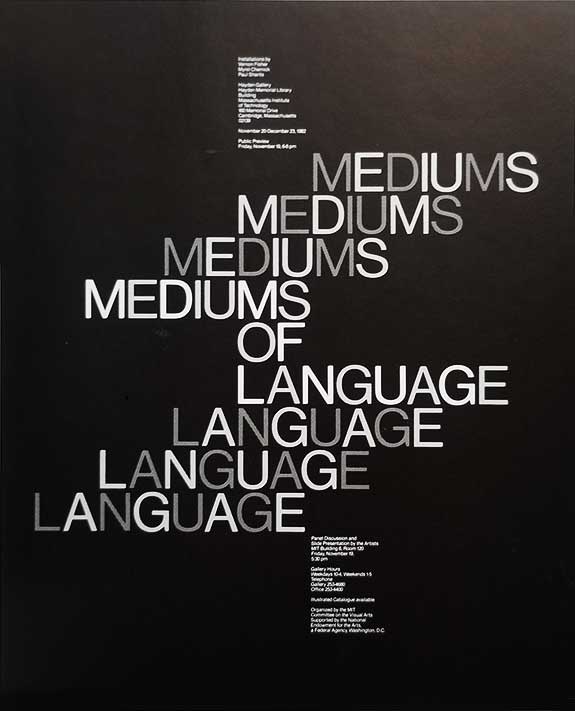 Installations by
Vernon Fisher
Myrel Chernick
Paul Sharits
Hayden Gallery
Hayden Memorial Library
Building
Massachusetts Institute
of Technology
160 Memorial Drive
Cambridge, Massachusetts
02139
November 20-December 23, 1982
Public Preview
Friday, November 19, 6-8 pm
MEDIUMS
MEDIUMS
MEDIUMS
MEDIUMS
OF
LANGUAGE
LANGUAGE
LANGUAGE
LANGUAGE
Panel Discussion and
Slide Presentation by the Artists
MIT Building 6, Room 120
Friday, November 19,
5:30 pm
Gallery Hours
Weekdays 10-4, Weekends 1-5
Telephone
Gallery 253-4680
Office 253-4400
Illustrated Catalogue available
Organized by the MIT
Committee on the Visual Arts
Supported by the National
Endowment for the Arts,
a Federal Agency, Washington, D.C.